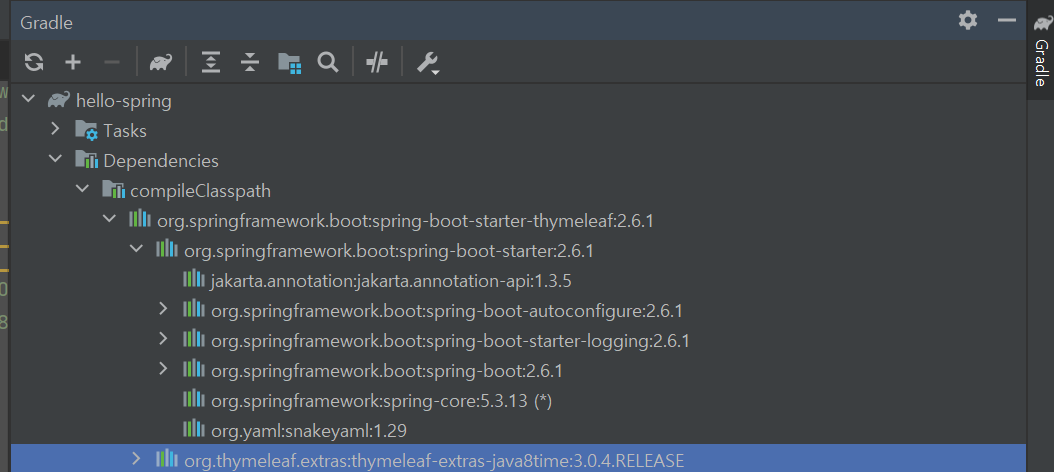 Gradle
Gradle
hello-spring
Tasks
Dependencies
compileClasspath
org.springframework.boot:spring-boot-starter-thymeleaf:2.6.1
org.springframework.boot:spring-boot-starter:2.6.1
jakarta.annotation:jakarta.annotation-api:1.3.5
org.springframework.boot:spring-boot-autoconfigure:2.6.1
org.springframework.boot:spring-boot-starter-logging:2.6.1
org.springframework.boot:spring-boot:2.6.1
org.springframework:spring-core:5.3.13 (*)
org.yaml:snakeyaml:1.29
org.thymeleaf.extras:thymeleaf-extras-java8time:3.0.4.RELEASE